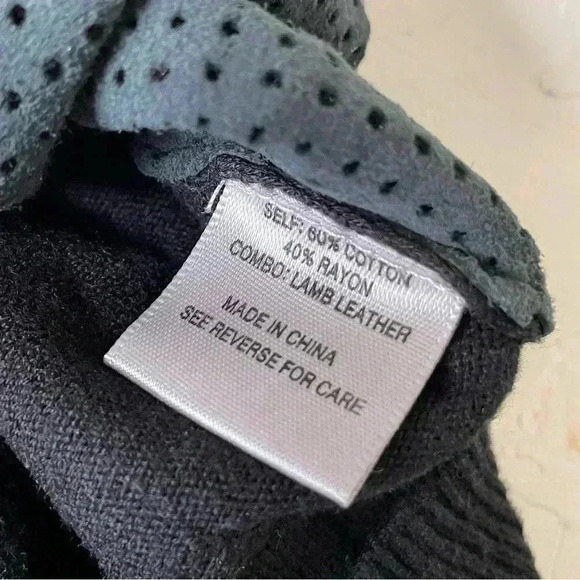 SELF: 60% COTTON
40% RAYON
COMBO: LAMB LEATHER
MADE IN CHINA
SEE REVERSE FOR CARE